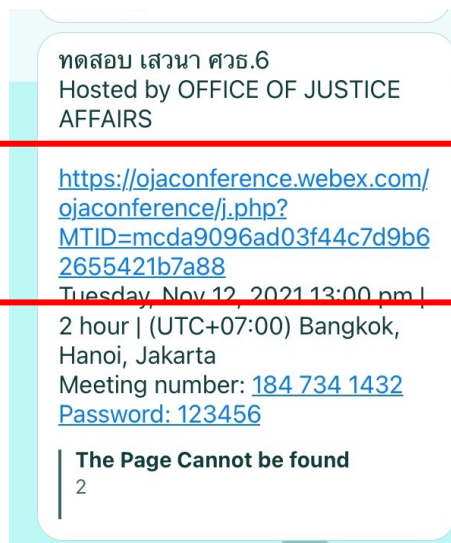 ทดสอบ เสวนา ศวธ.6
Hosted by OFFICE OF JUSTICE
AFFAIRS
https://ojaconference.webex.com/
ojaconference/j.php?
MTID=mcda9096ad03f44c7d9b6
2655421b7a88
Tuesday, Nov 12, 2021 13:00 pm |
2 hour | (UTC+07:00) Bangkok,
Hanoi, Jakarta
Meeting number: 184 734 1432
Password: 123456
The Page Cannot be found
2